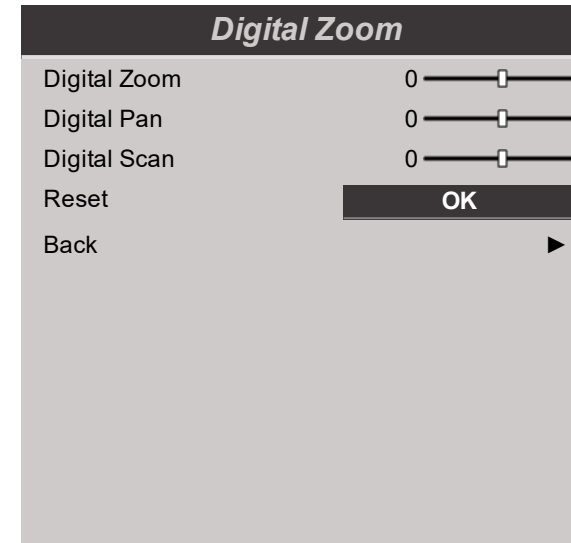 Digital Zoom
Digital Zoom 0
Digital Pan 0
Digital Scan 0
Reset OK
Back ►